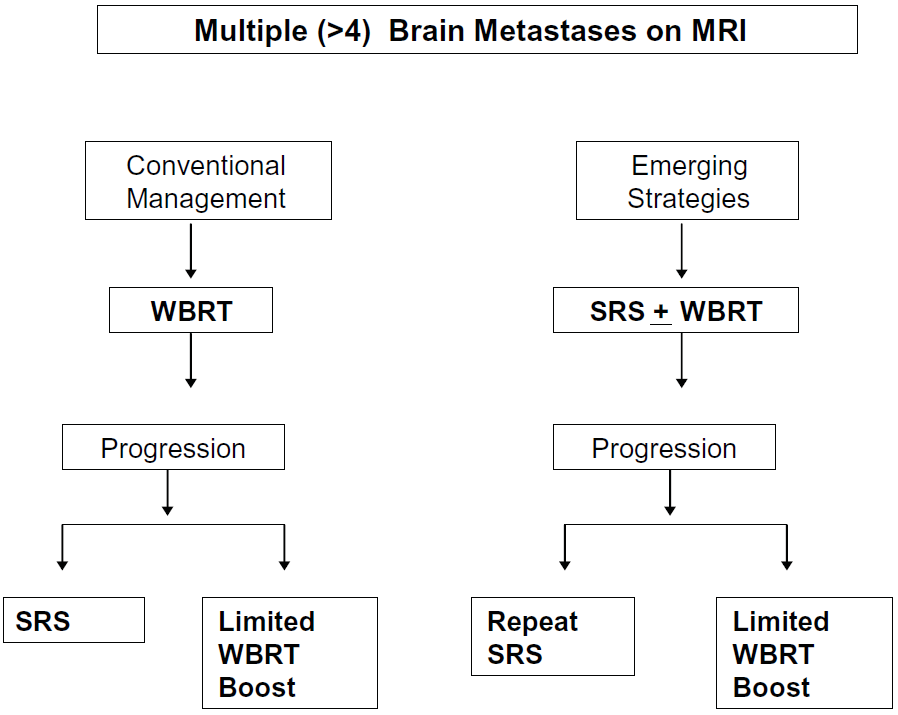 Multiple (>4) Brain Metastases on MRI
Conventional
Management
WBRT
Progression
SRS
Limited
WBRT
Boost
Emerging
Strategies
SRS + WBRT
Progression
Repeat
SRS
Limited
WBRT
Boost